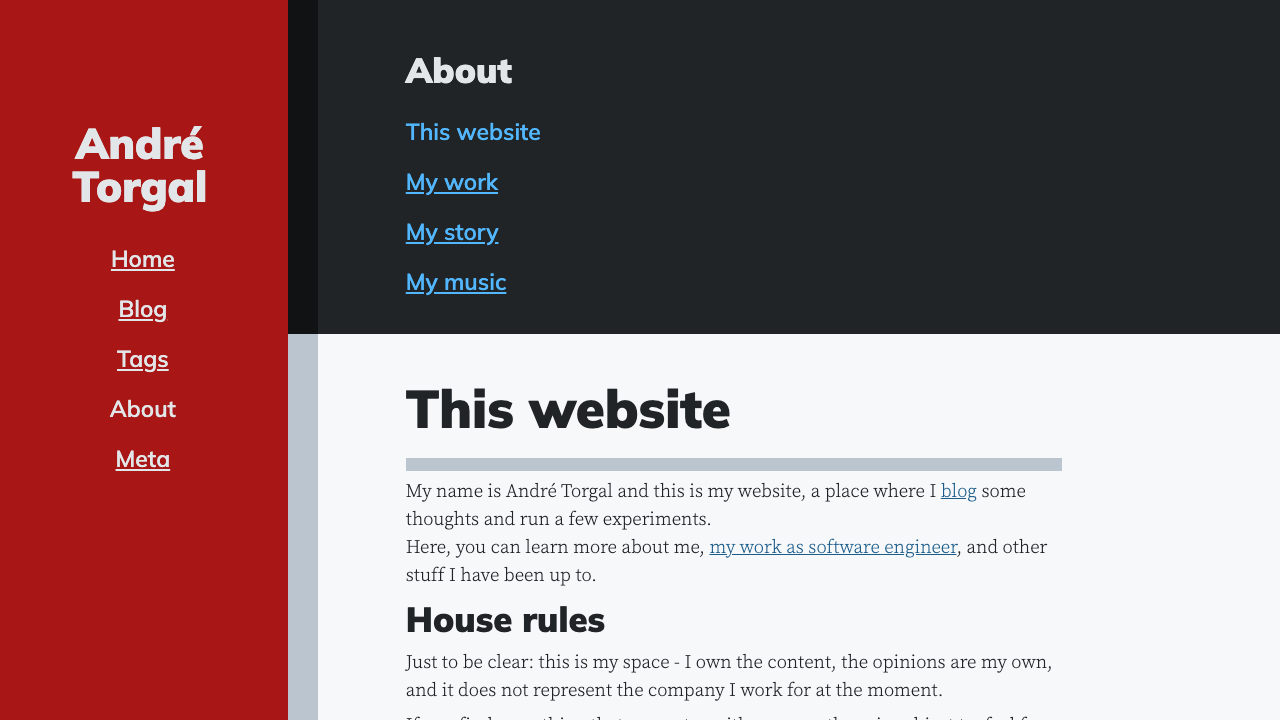 André
Torgal
Home
Blog
Tags
About
Meta
About
This website
My work
My story
My music
This website
My name is André Torgal and this is my website, a place where I blog some
thoughts and run a few experiments.
Here, you can learn more about me, my work as software engineer, and other
stuff I have been up to.
House rules
Just to be clear: this is my space - I own the content, the opinions are my own,
and it does not represent the company I work for at the moment.